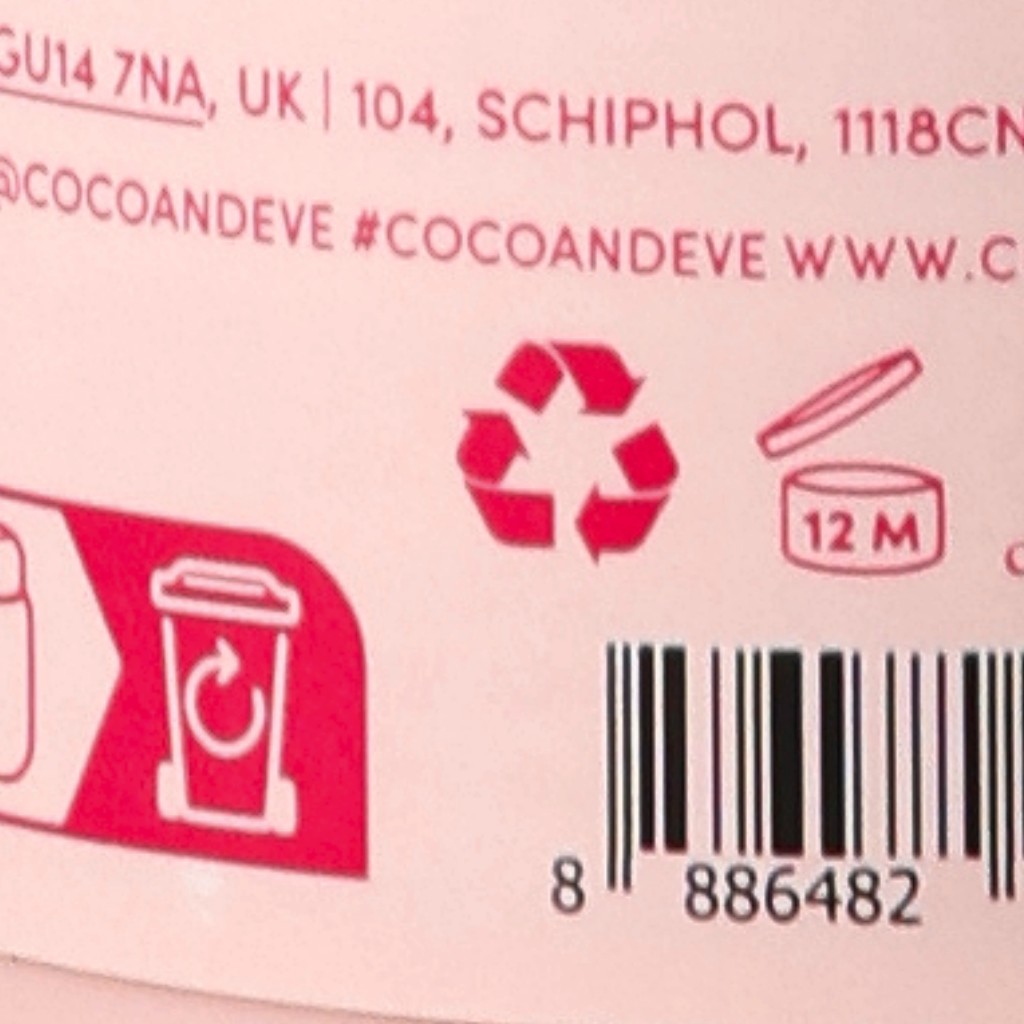 GU14 7NA, UK | 104, SCHIPHOL, 1118CN
@COCOANDEVE #COCOANDEVE WWW.C
12 M
8 886482